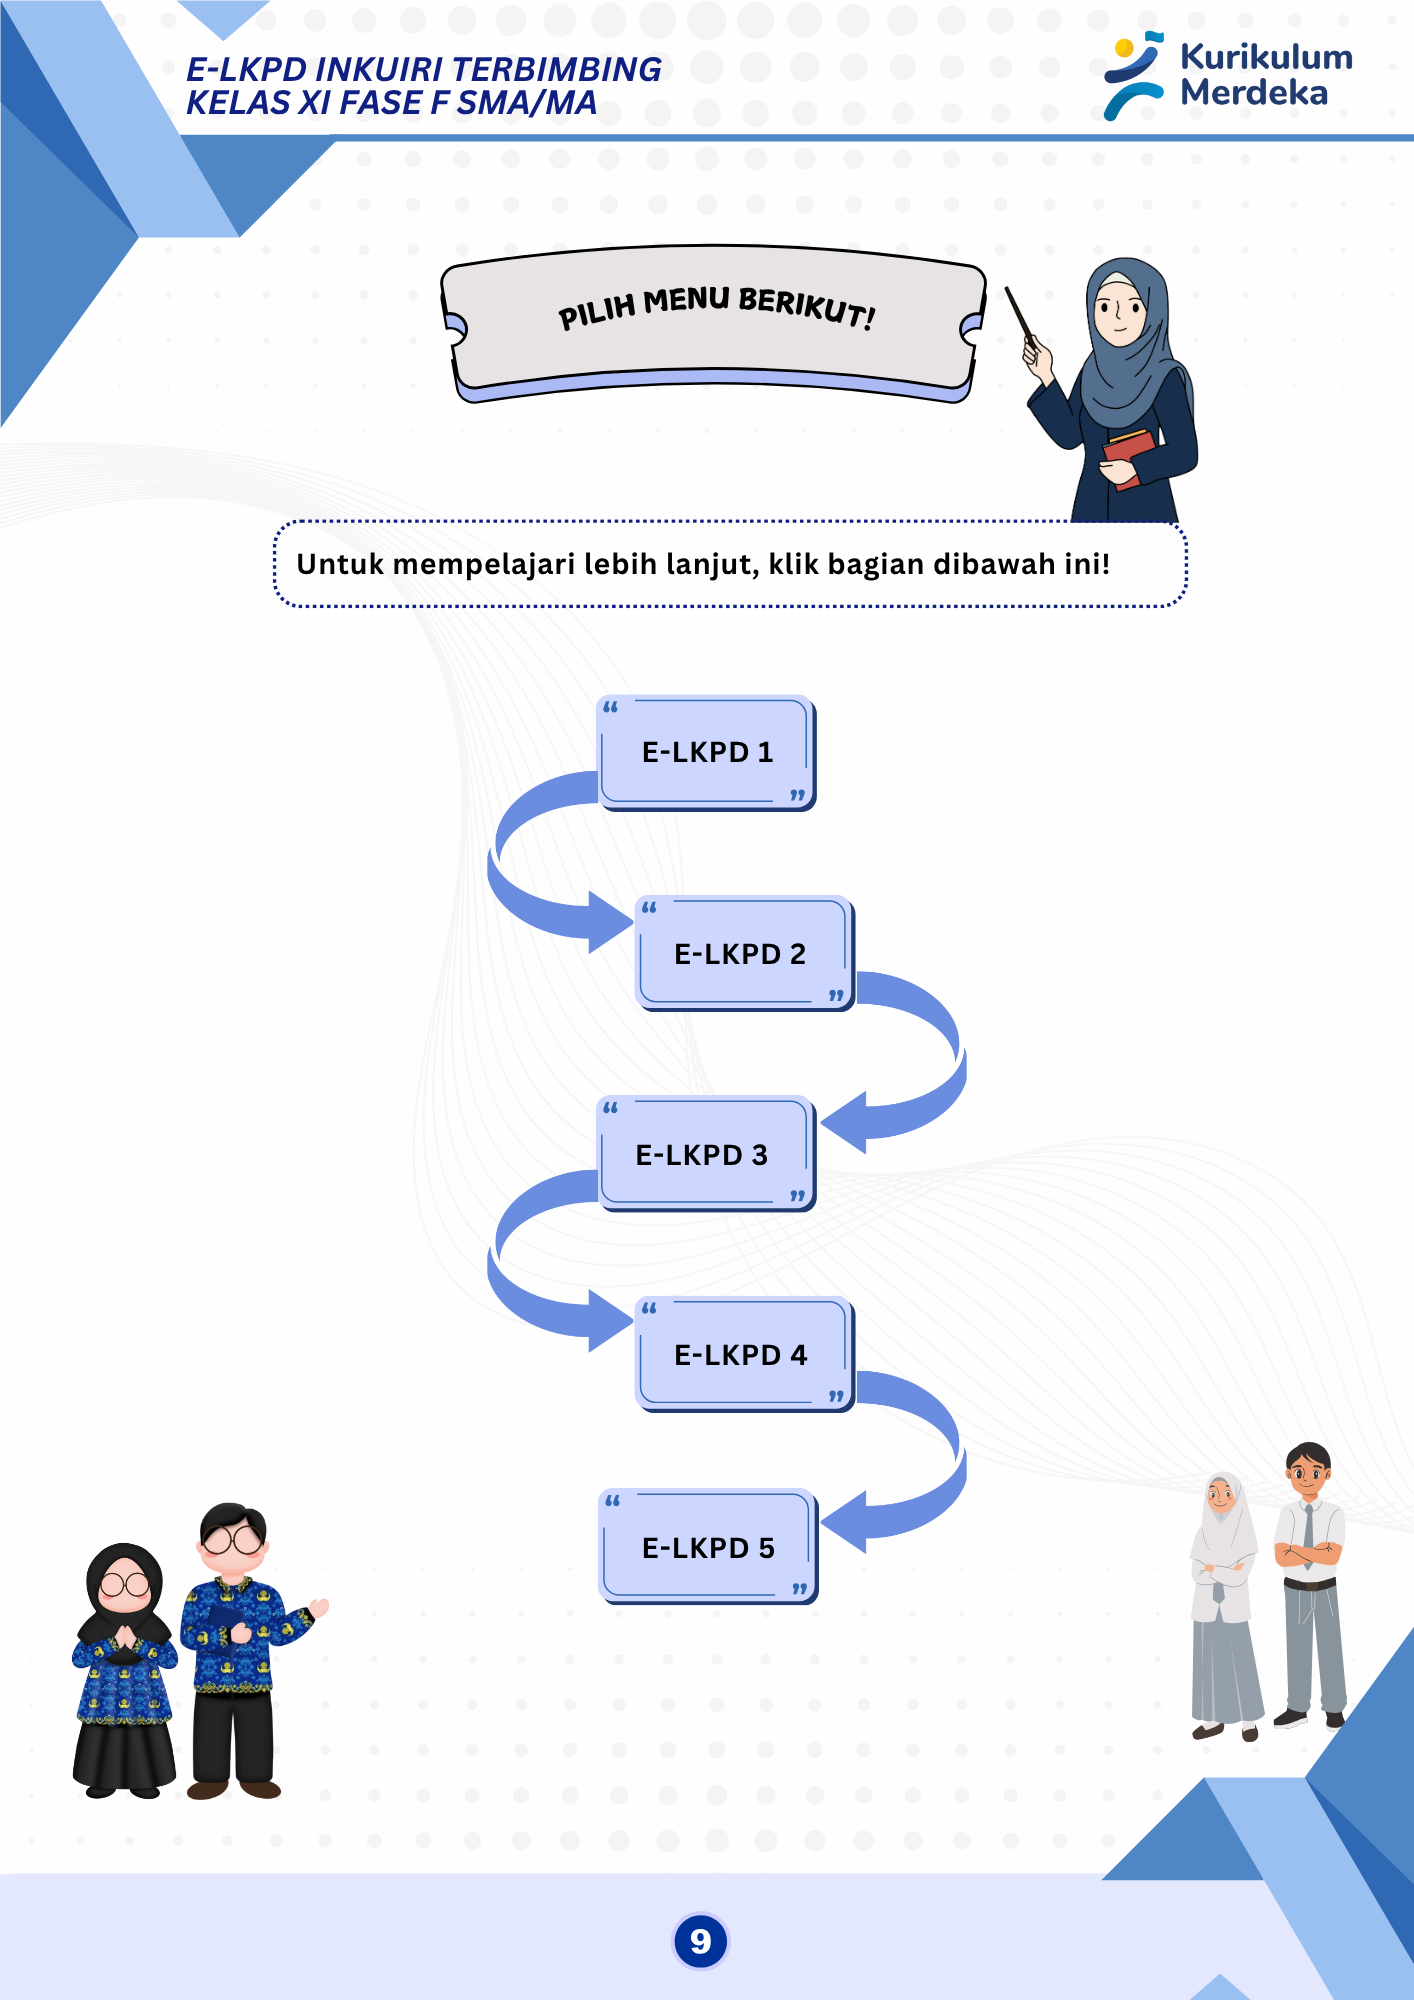 E-LKPD INKUIRI TERBIMBING
KELAS XI FASE F SMA/MA
Kurikulum
Merdeka
PILIH MENU BERIKUT!
Untuk mempelajari lebih lanjut, klik bagian dibawah ini!
“
E-LKPD 1
”
“
E-LKPD 2
”
“
E-LKPD 3
”
“
E-LKPD 4
”
“
E-LKPD 5
”
9